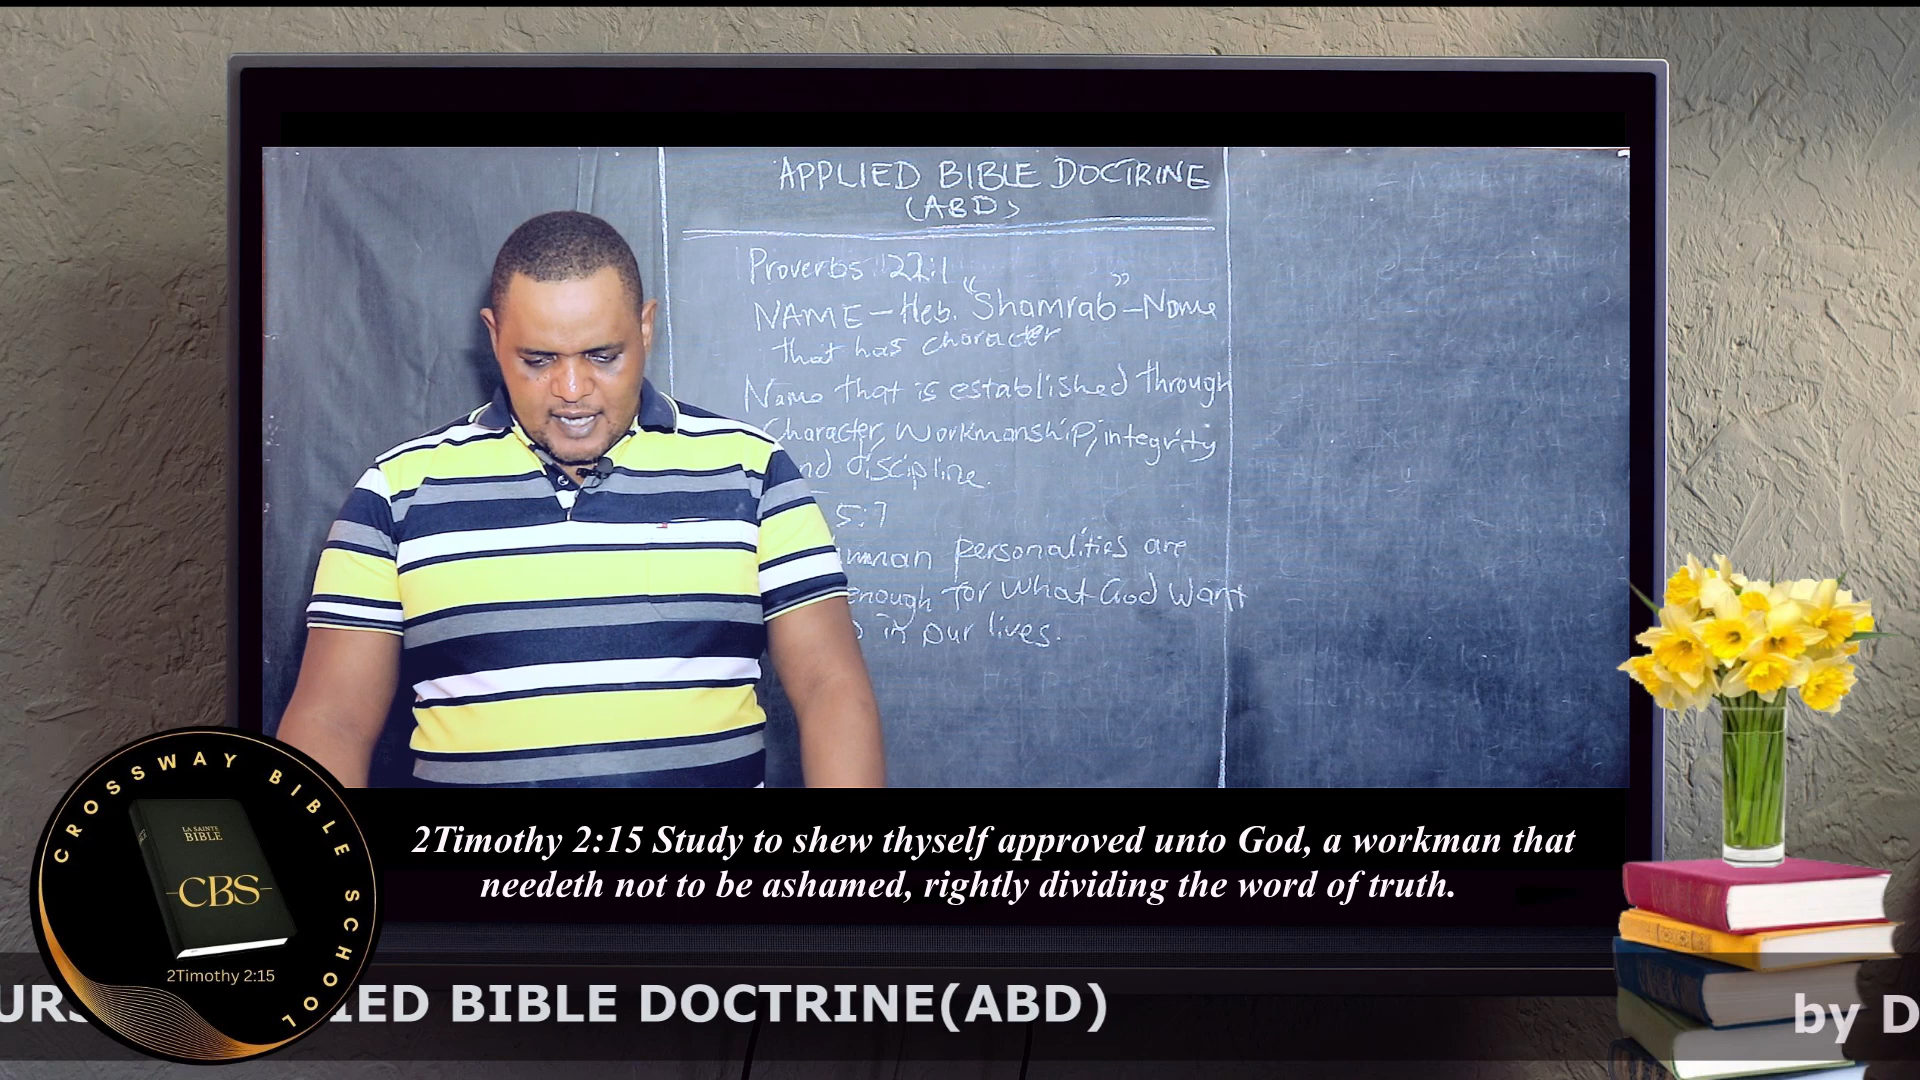 APPLIED BIBLE DOCTRINE
(ABD)
Proverbs 22:1
NAME - Heb. "Shamrab" - Name
that has character
Name that is established through
Character, Workmanship, integrity
nd discipline.
5:7
personalities are
enough for what God Want
in our lives.
2Timothy 2:15 Study to shew thyself approved unto God, a workman that
needeth not to be ashamed, rightly dividing the word of truth.
CROSSWAY BIBLE SCHOOL
LA SAINTE
BIBLE
CBS
2Timothy 2:15
URS IED BIBLE DOCTRINE(ABD)
by D